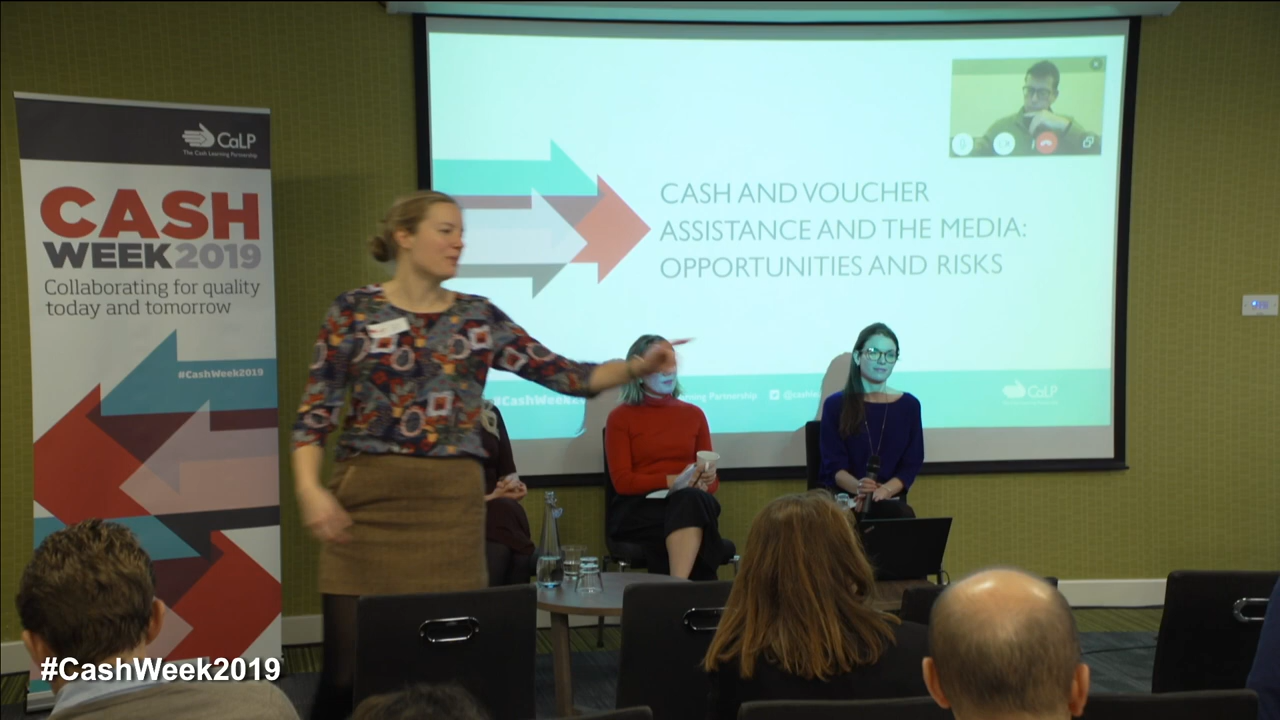 CaLP
The Cash Learning Partnership
CASH
WEEK2019
Collaborating for quality
today and tomorrow
#CashWeek2019
CASH AND VOUCHER
ASSISTANCE AND THE MEDIA:
OPPORTUNITIES AND RISKS
Partnership
CaLP
#CashWeek2019